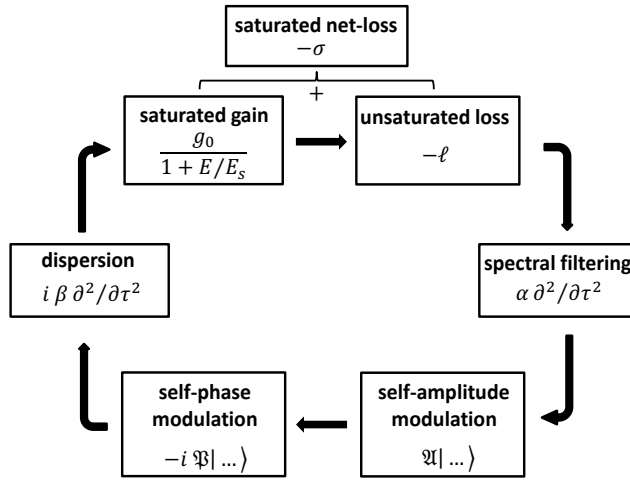 saturated net-loss
−σ
+
saturated gain
g₀
1 + E/Eₛ
unsaturated loss
−ℓ
dispersion
i β ∂²/∂τ²
spectral filtering
α ∂²/∂τ²
self-phase
modulation
−i 𝔓| … ⟩
self-amplitude
modulation
𝔄| … ⟩